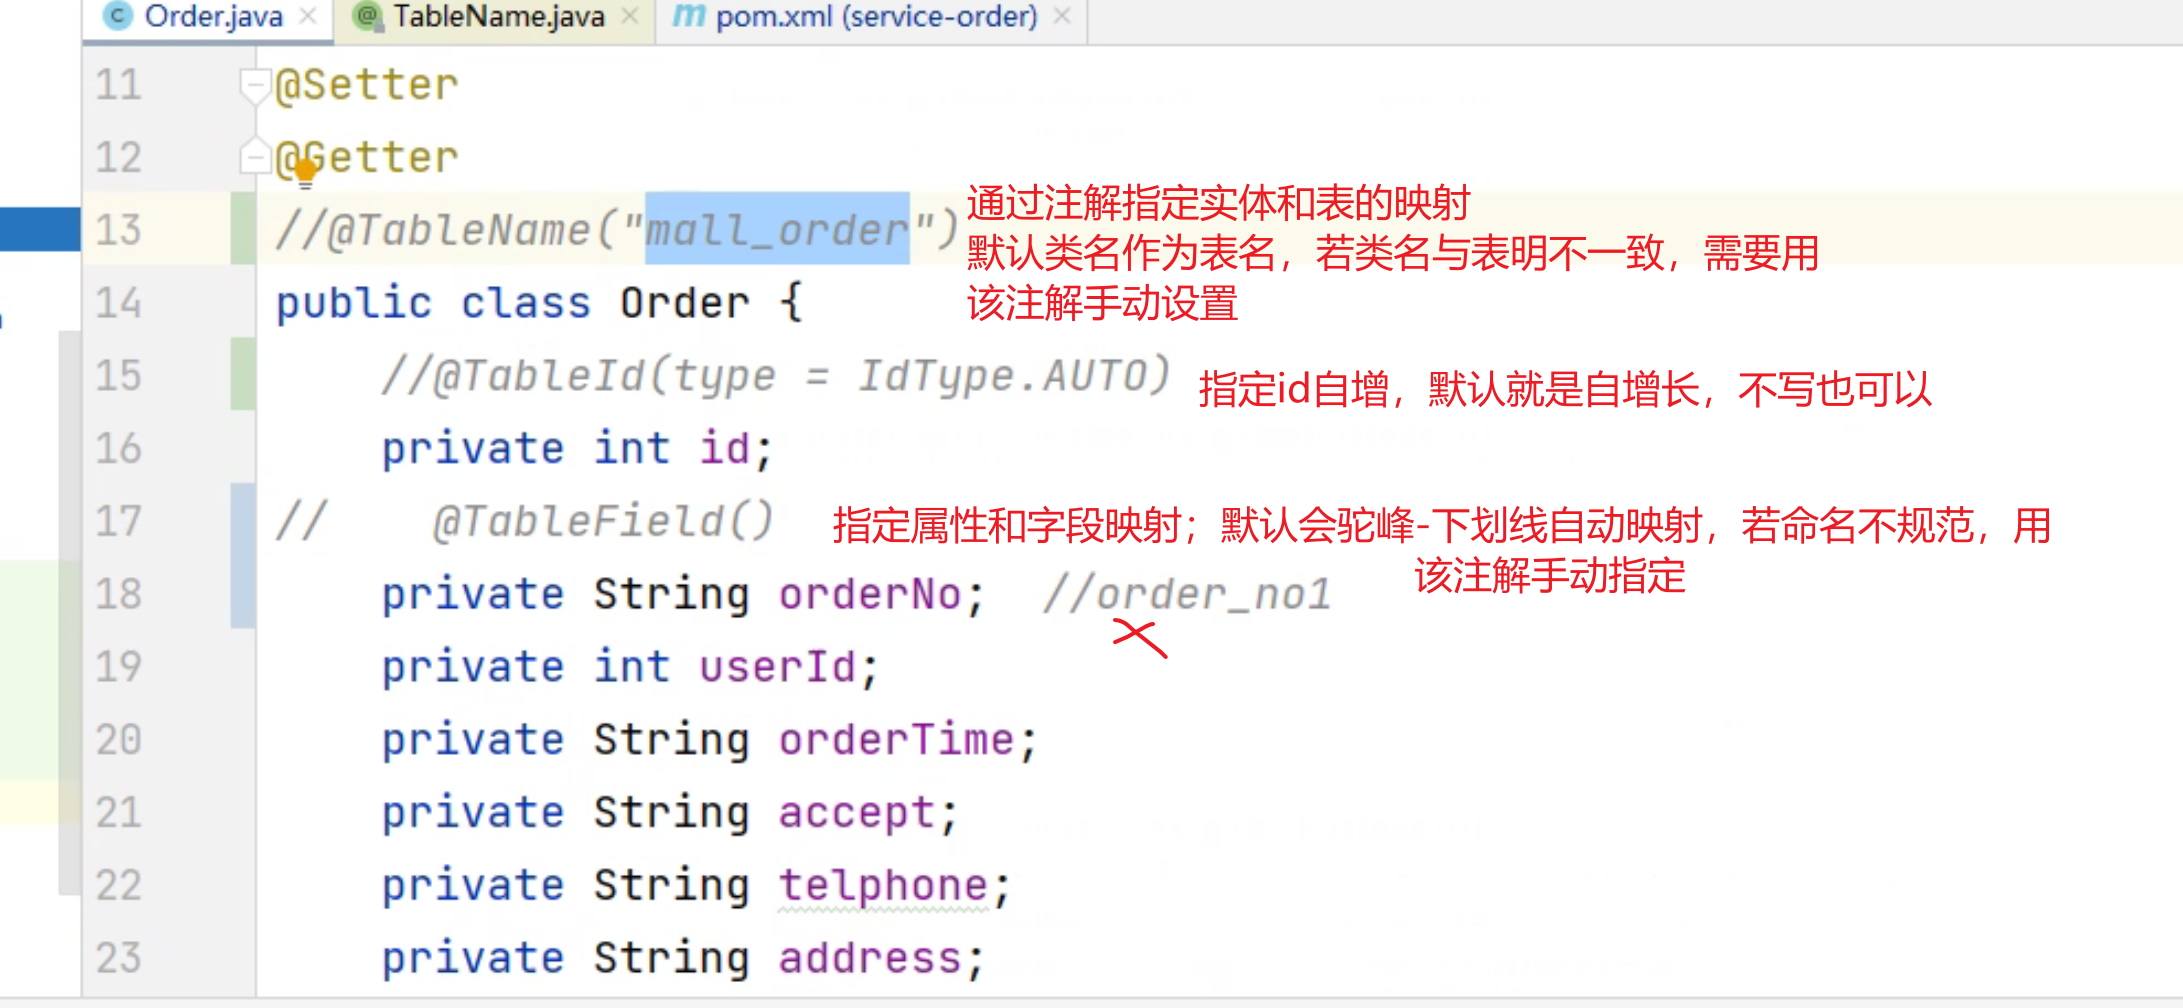 Order.java
TableName.java
pom.xml (service-order)
11 @Setter
12 @Getter
13 //@TableName("mall_order")
通过注解指定实体和表的映射
默认类名作为表名，若类名与表明不一致，需要用
该注解手动设置
14 public class Order {
15 //@TableId(type = IdType.AUTO)
指定id自增，默认就是自增长，不写也可以
16 private int id;
17 // @TableField()
指定属性和字段映射；默认会驼峰-下划线自动映射，若命名不规范，用
该注解手动指定
18 private String orderNo; //order_no1
19 private int userId;
20 private String orderTime;
21 private String accept;
22 private String telphone;
23 private String address;